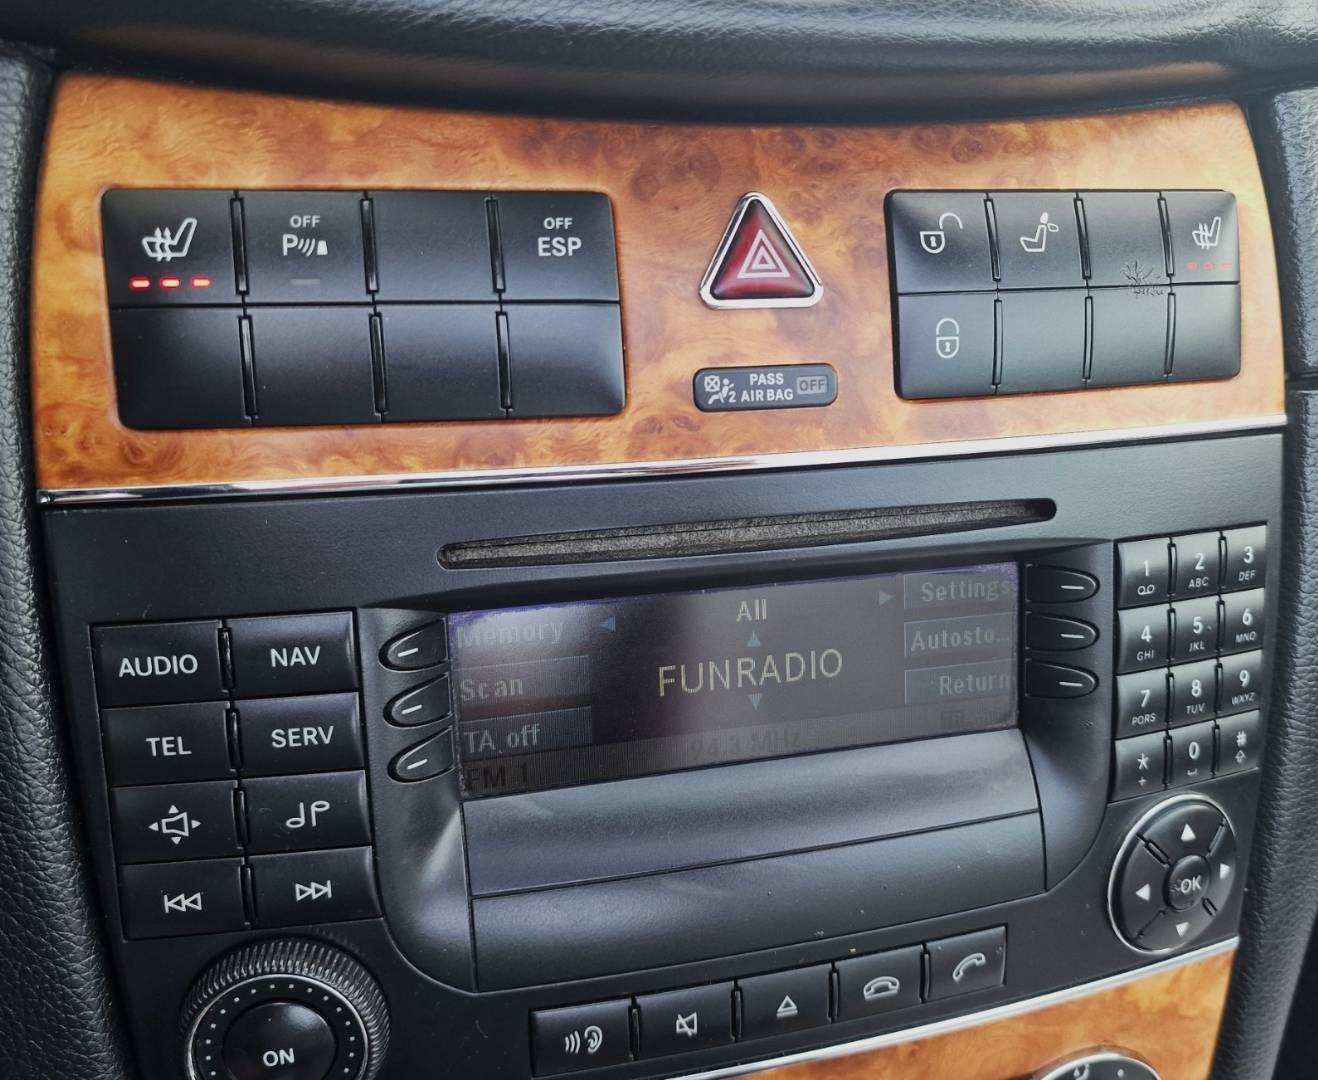 OFF
P
OFF
ESP
PASS
2 AIRBAG
OFF
All
Memory
Settings
Scan
FUNRADIO
Autosto...
TA off
Return
FM 1
94.3 MHz
AUDIO
NAV
TEL
SERV
ON
1
2 ABC
3 DEF
4 GHI
5 JKL
6 MNO
7 PQRS
8 TUV
9 WXYZ
*
+
0
#
OK